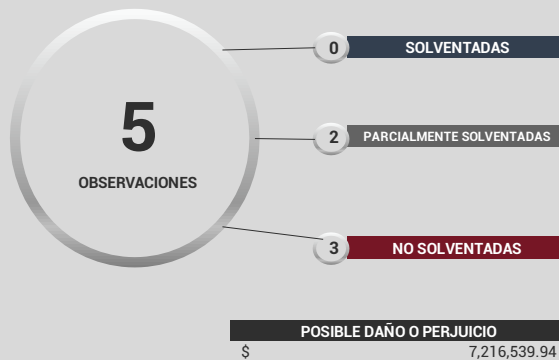 5
OBSERVACIONES
0 SOLVENTADAS
2 PARCIALMENTE SOLVENTADAS
3 NO SOLVENTADAS
POSIBLE DAÑO O PERJUICIO
$ 7,216,539.94